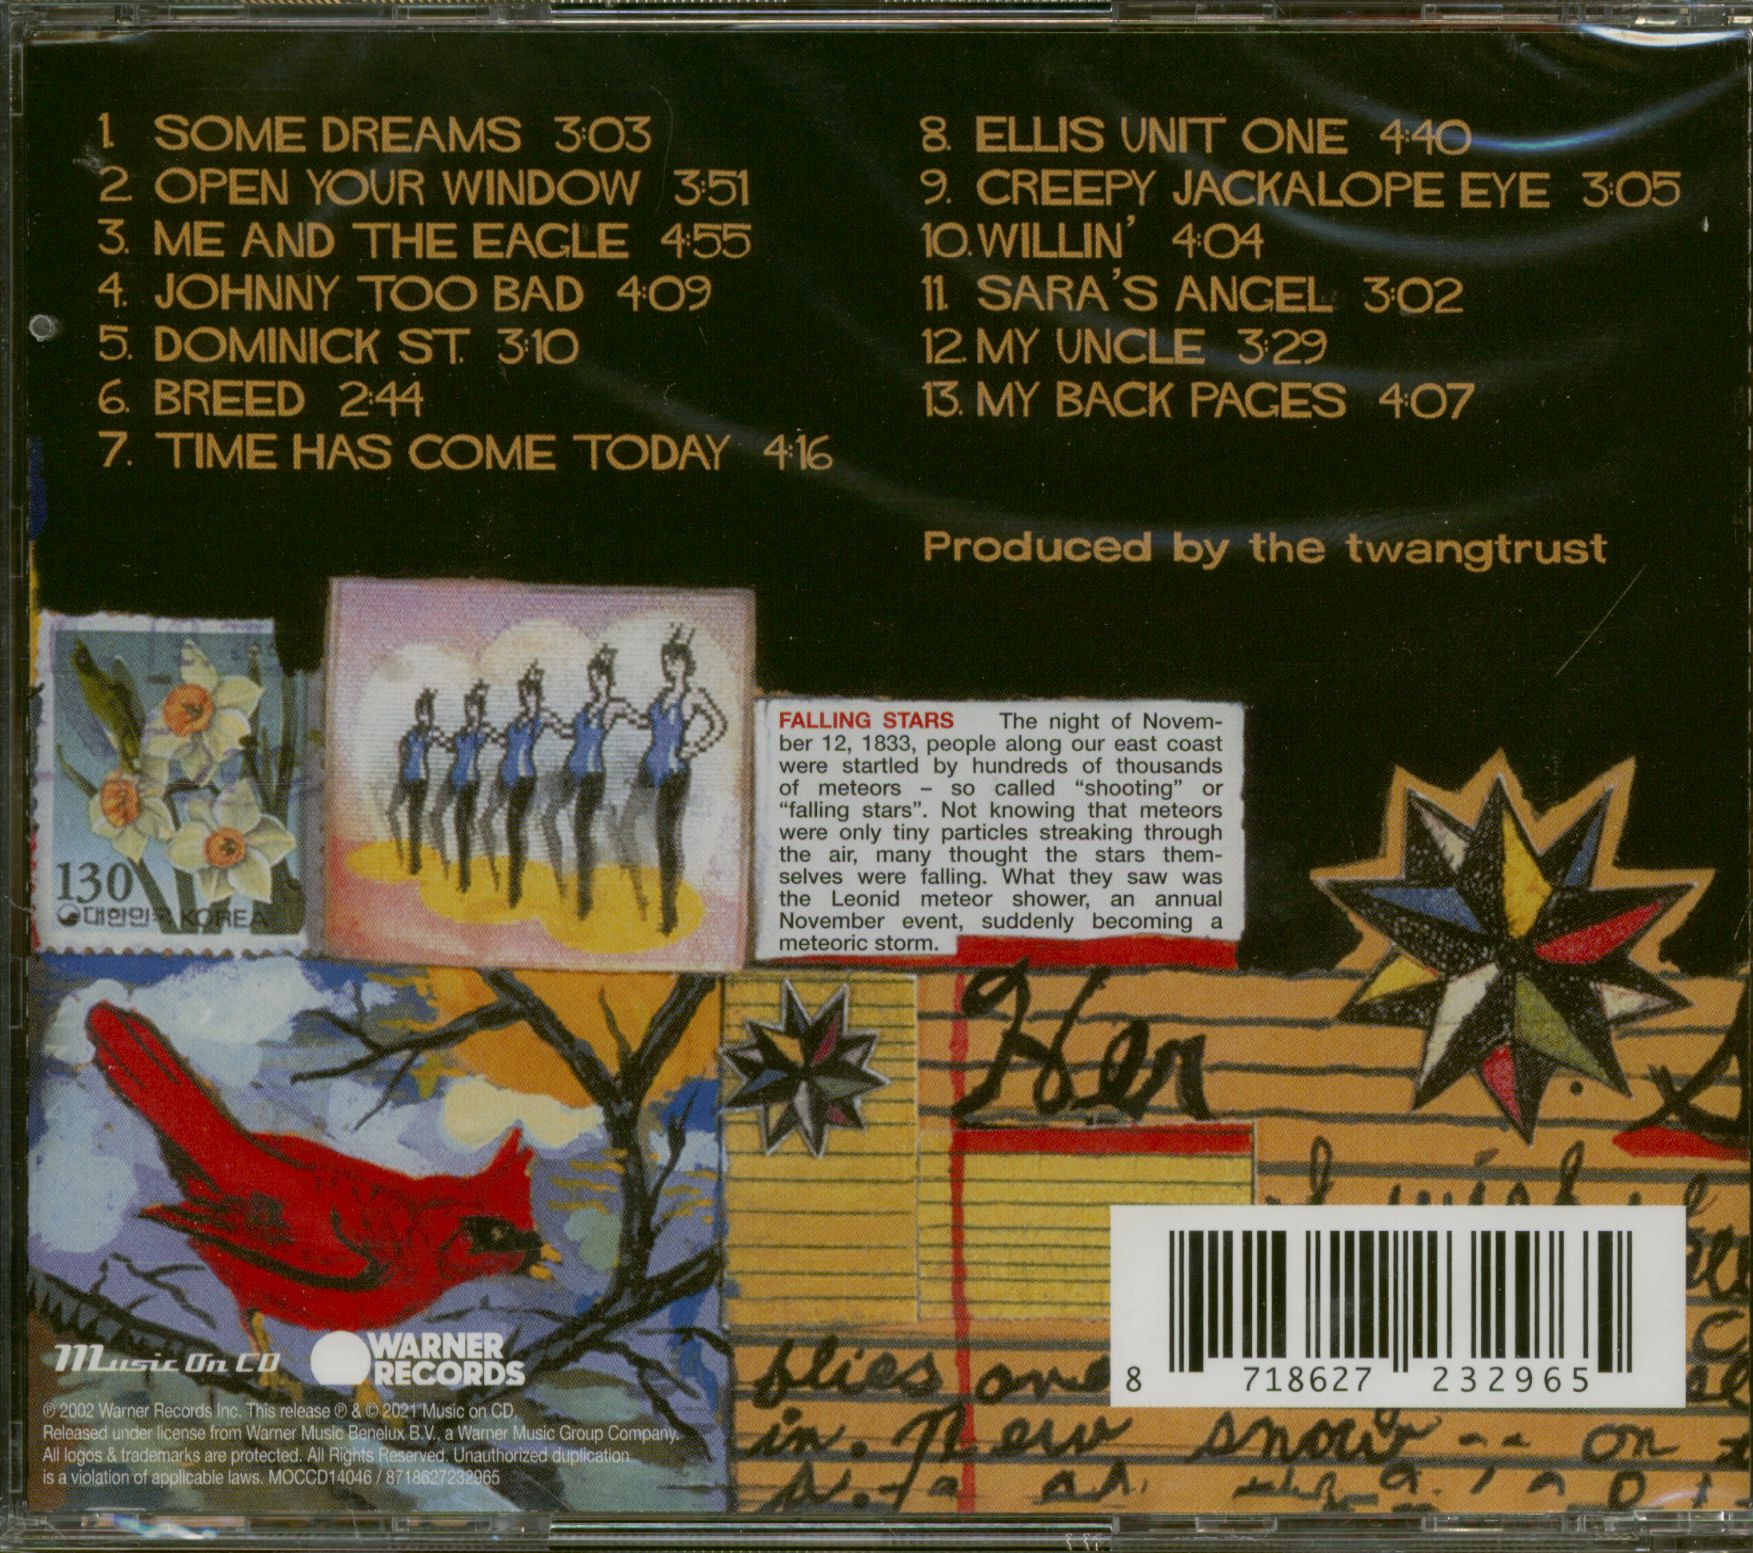 1. SOME DREAMS 3:03
2. OPEN YOUR WINDOW 3:51
3. ME AND THE EAGLE 4:55
4. JOHNNY TOO BAD 4:09
5. DOMINICK ST. 3:10
6. BREED 2:44
7. TIME HAS COME TODAY 4:16
8. ELLIS UNIT ONE 4:40
9. CREEPY JACKALOPE EYE 3:05
10. WILLIN' 4:04
11. SARA'S ANGEL 3:02
12. MY UNCLE 3:29
13. MY BACK PAGES 4:07
Produced by the twangtrust
130
대한민국 KOREA
FALLING STARS The night of Novem-
ber 12, 1833, people along our east coast
were startled by hundreds of thousands
of meteors – so called “shooting” or
“falling stars”. Not knowing that meteors
were only tiny particles streaking through
the air, many thought the stars them-
selves were falling. What they saw was
the Leonid meteor shower, an annual
November event, suddenly becoming a
meteoric storm.
Her
flies
in. New snow -- on
8 718627 232965
Music On CD
WARNER
RECORDS
℗ 2002 Warner Records Inc. This release ℗ & © 2021 Music on CD.
Released under license from Warner Music Benelux B.V., a Warner Music Group Company.
All logos & trademarks are protected. All Rights Reserved. Unauthorized duplication
is a violation of applicable laws. MOCCD14046 / 8718627232965